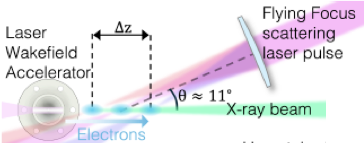 Laser
Wakefield
Accelerator
Δz
Flying Focus
scattering
laser pulse
θ ≈ 11°
X-ray beam
Electrons